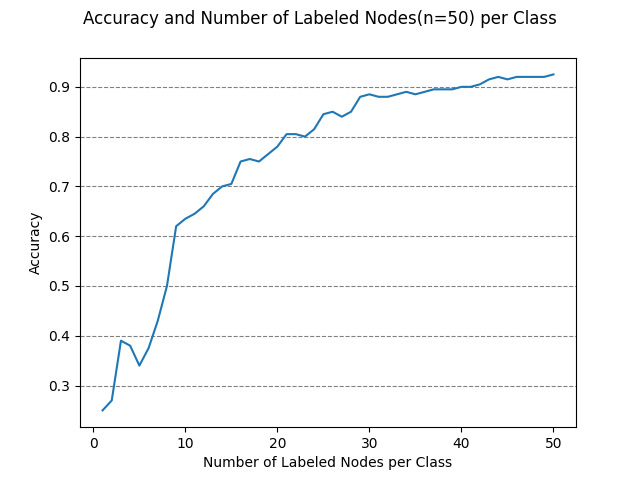 Accuracy and Number of Labeled Nodes(n=50) per Class
0.9
0.8
0.7
0.6
0.5
0.4
0.3
Accuracy
0 10 20 30 40 50
Number of Labeled Nodes per Class